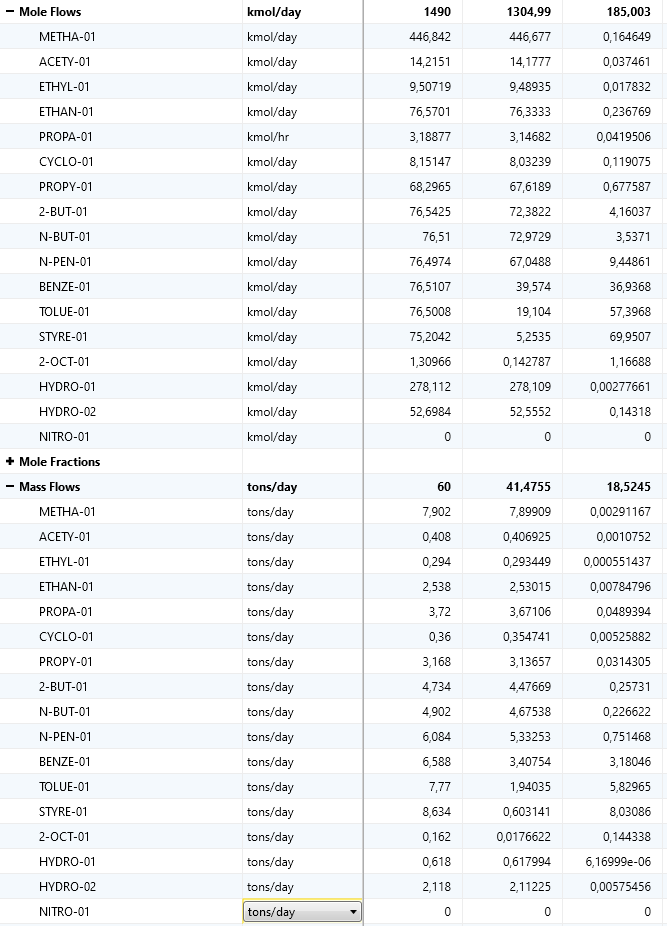 − Mole Flows kmol/day 1490 1304,99 185,003
METHA-01 kmol/day 446,842 446,677 0,164649
ACETY-01 kmol/day 14,2151 14,1777 0,037461
ETHYL-01 kmol/day 9,50719 9,48935 0,017832
ETHAN-01 kmol/day 76,5701 76,3333 0,236769
PROPA-01 kmol/hr 3,18877 3,14682 0,0419506
CYCLO-01 kmol/day 8,15147 8,03239 0,119075
PROPY-01 kmol/day 68,2965 67,6189 0,677587
2-BUT-01 kmol/day 76,5425 72,3822 4,16037
N-BUT-01 kmol/day 76,51 72,9729 3,5371
N-PEN-01 kmol/day 76,4974 67,0488 9,44861
BENZE-01 kmol/day 76,5107 39,574 36,9368
TOLUE-01 kmol/day 76,5008 19,104 57,3968
STYRE-01 kmol/day 75,2042 5,2535 69,9507
2-OCT-01 kmol/day 1,30966 0,142787 1,16688
HYDRO-01 kmol/day 278,112 278,109 0,00277661
HYDRO-02 kmol/day 52,6984 52,5552 0,14318
NITRO-01 kmol/day 0 0 0
+ Mole Fractions
− Mass Flows tons/day 60 41,4755 18,5245
METHA-01 tons/day 7,902 7,89909 0,00291167
ACETY-01 tons/day 0,408 0,406925 0,0010752
ETHYL-01 tons/day 0,294 0,293449 0,000551437
ETHAN-01 tons/day 2,538 2,53015 0,00784796
PROPA-01 tons/day 3,72 3,67106 0,0489394
CYCLO-01 tons/day 0,36 0,354741 0,00525882
PROPY-01 tons/day 3,168 3,13657 0,0314305
2-BUT-01 tons/day 4,734 4,47669 0,25731
N-BUT-01 tons/day 4,902 4,67538 0,226622
N-PEN-01 tons/day 6,084 5,33253 0,751468
BENZE-01 tons/day 6,588 3,40754 3,18046
TOLUE-01 tons/day 7,77 1,94035 5,82965
STYRE-01 tons/day 8,634 0,603141 8,03086
2-OCT-01 tons/day 0,162 0,0176622 0,144338
HYDRO-01 tons/day 0,618 0,617994 6,16999e-06
HYDRO-02 tons/day 2,118 2,11225 0,00575456
NITRO-01 tons/day 0 0 0